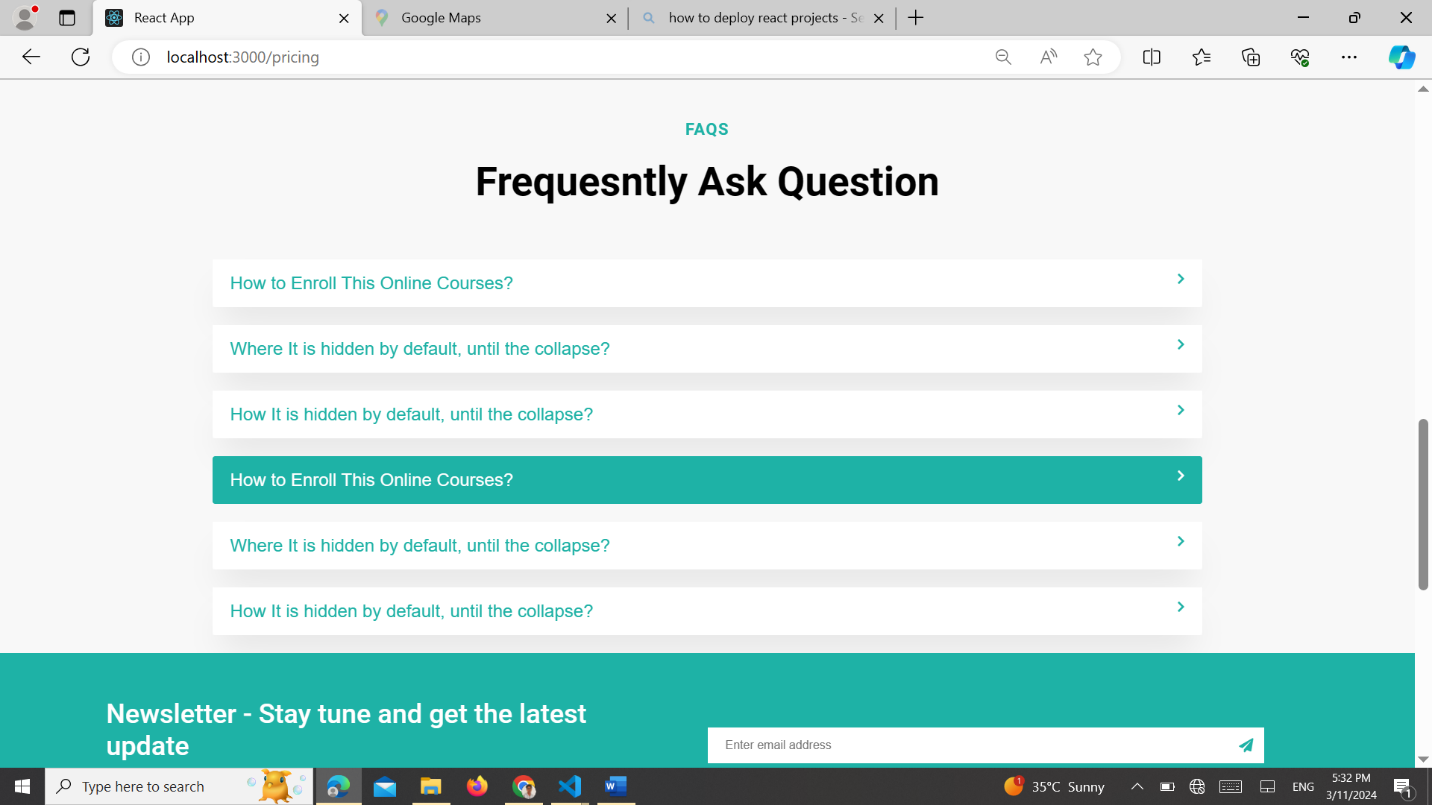 React App
Google Maps
how to deploy react projects - Se
localhost:3000/pricing
FAQS
Frequesntly Ask Question
How to Enroll This Online Courses?
Where It is hidden by default, until the collapse?
How It is hidden by default, until the collapse?
How to Enroll This Online Courses?
Where It is hidden by default, until the collapse?
How It is hidden by default, until the collapse?
Newsletter - Stay tune and get the latest
update
Enter email address
Type here to search
1
35°C Sunny
ENG
5:32 PM
3/11/2024
1